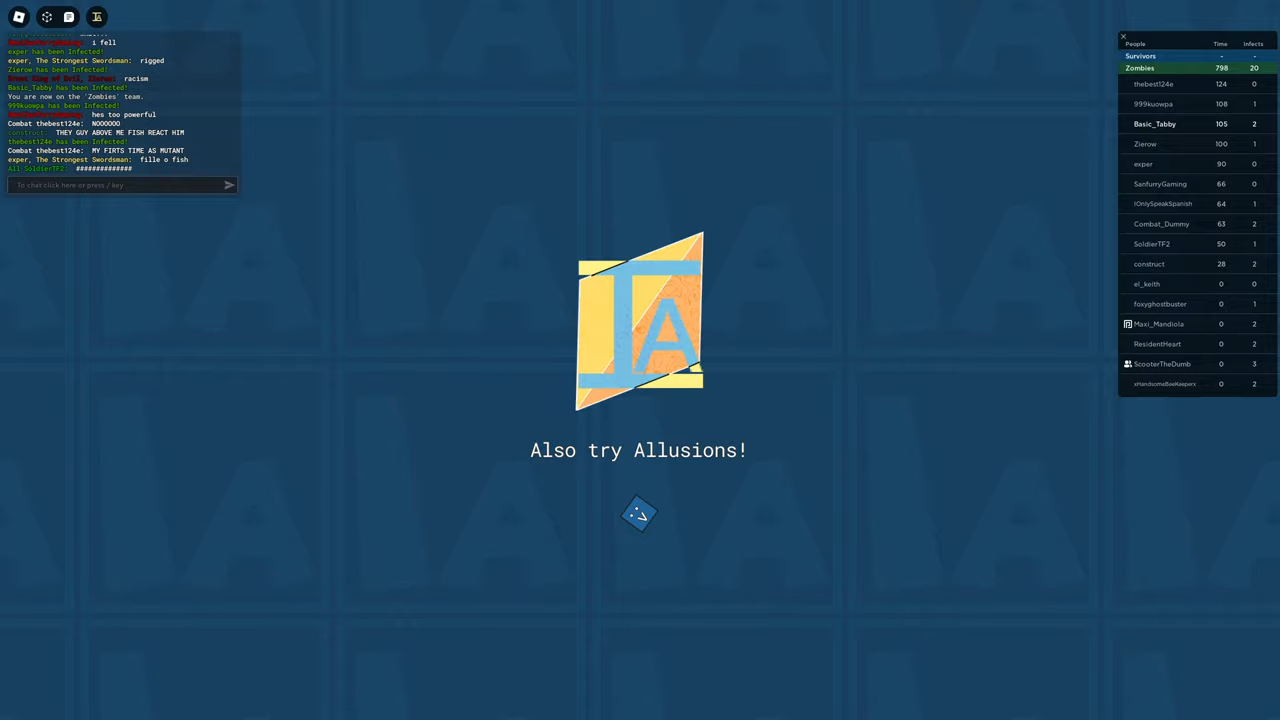 i fell
exper has been Infected!
exper, The Strongest Swordsman: rigged
Zierow has been Infected!
racism
Basic_Tabby has been Infected!
You are now on the 'Zombies' team.
999kuowpa has been Infected!
hes too powerful
Combat thebest124e: NOOOOO
construct: THEY GUY ABOVE ME FISH REACT HIM
thebest124e has been Infected!
Combat thebest124e: MY FIRTS TIME AS MUTANT
exper, The Strongest Swordsman: fille o fish
All SoldierTF2: ##############
To chat click here or press / key
IA
Also try Allusions!
:>
People Time Infects
Survivors - -
Zombies 798 20
thebest124e 124 0
999kuowpa 108 1
Basic_Tabby 105 2
Zierow 100 1
exper 90 0
SanfurryGaming 66 0
IOnlySpeakSpanish 64 1
Combat_Dummy 63 2
SoldierTF2 50 1
construct 28 2
el_keith 0 0
foxyghostbuster 0 1
Maxi_Mandiola 0 2
ResidentHeart 0 2
ScooterTheDumb 0 3
xHandsomeBeeKeeperx 0 2